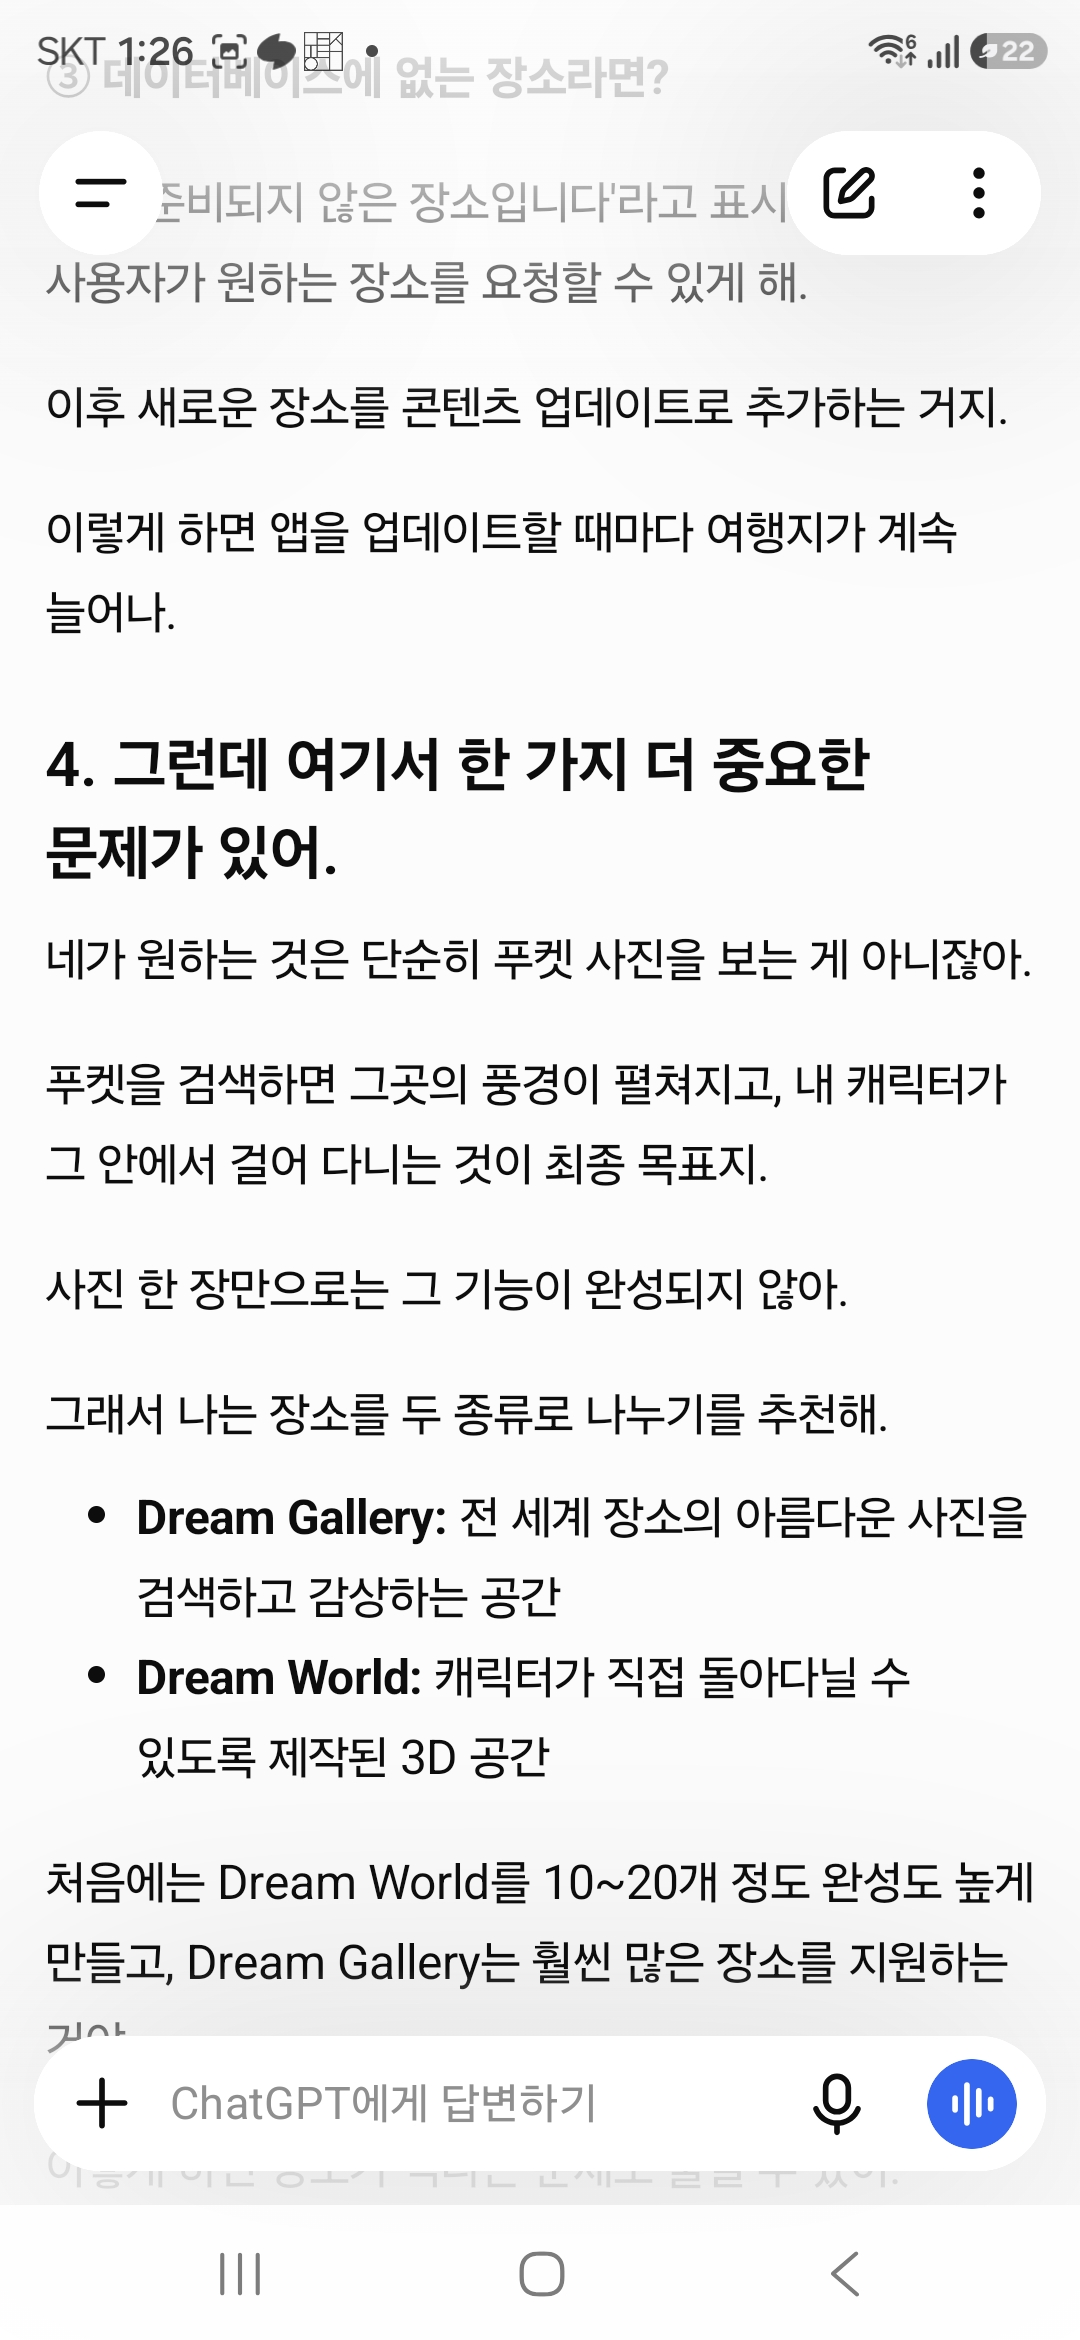 SKT 1:26
6
22
③ 데이터베이스에 없는 장소라면?
준비되지 않은 장소입니다'라고 표시
사용자가 원하는 장소를 요청할 수 있게 해.
이후 새로운 장소를 콘텐츠 업데이트로 추가하는 거지.
이렇게 하면 앱을 업데이트할 때마다 여행지가 계속
늘어나.
4. 그런데 여기서 한 가지 더 중요한
문제가 있어.
네가 원하는 것은 단순히 푸켓 사진을 보는 게 아니잖아.
푸켓을 검색하면 그곳의 풍경이 펼쳐지고, 내 캐릭터가
그 안에서 걸어 다니는 것이 최종 목표지.
사진 한 장만으로는 그 기능이 완성되지 않아.
그래서 나는 장소를 두 종류로 나누기를 추천해.
• Dream Gallery: 전 세계 장소의 아름다운 사진을
검색하고 감상하는 공간
• Dream World: 캐릭터가 직접 돌아다닐 수
있도록 제작된 3D 공간
처음에는 Dream World를 10~20개 정도 완성도 높게
만들고, Dream Gallery는 훨씬 많은 장소를 지원하는
ChatGPT에게 답변하기